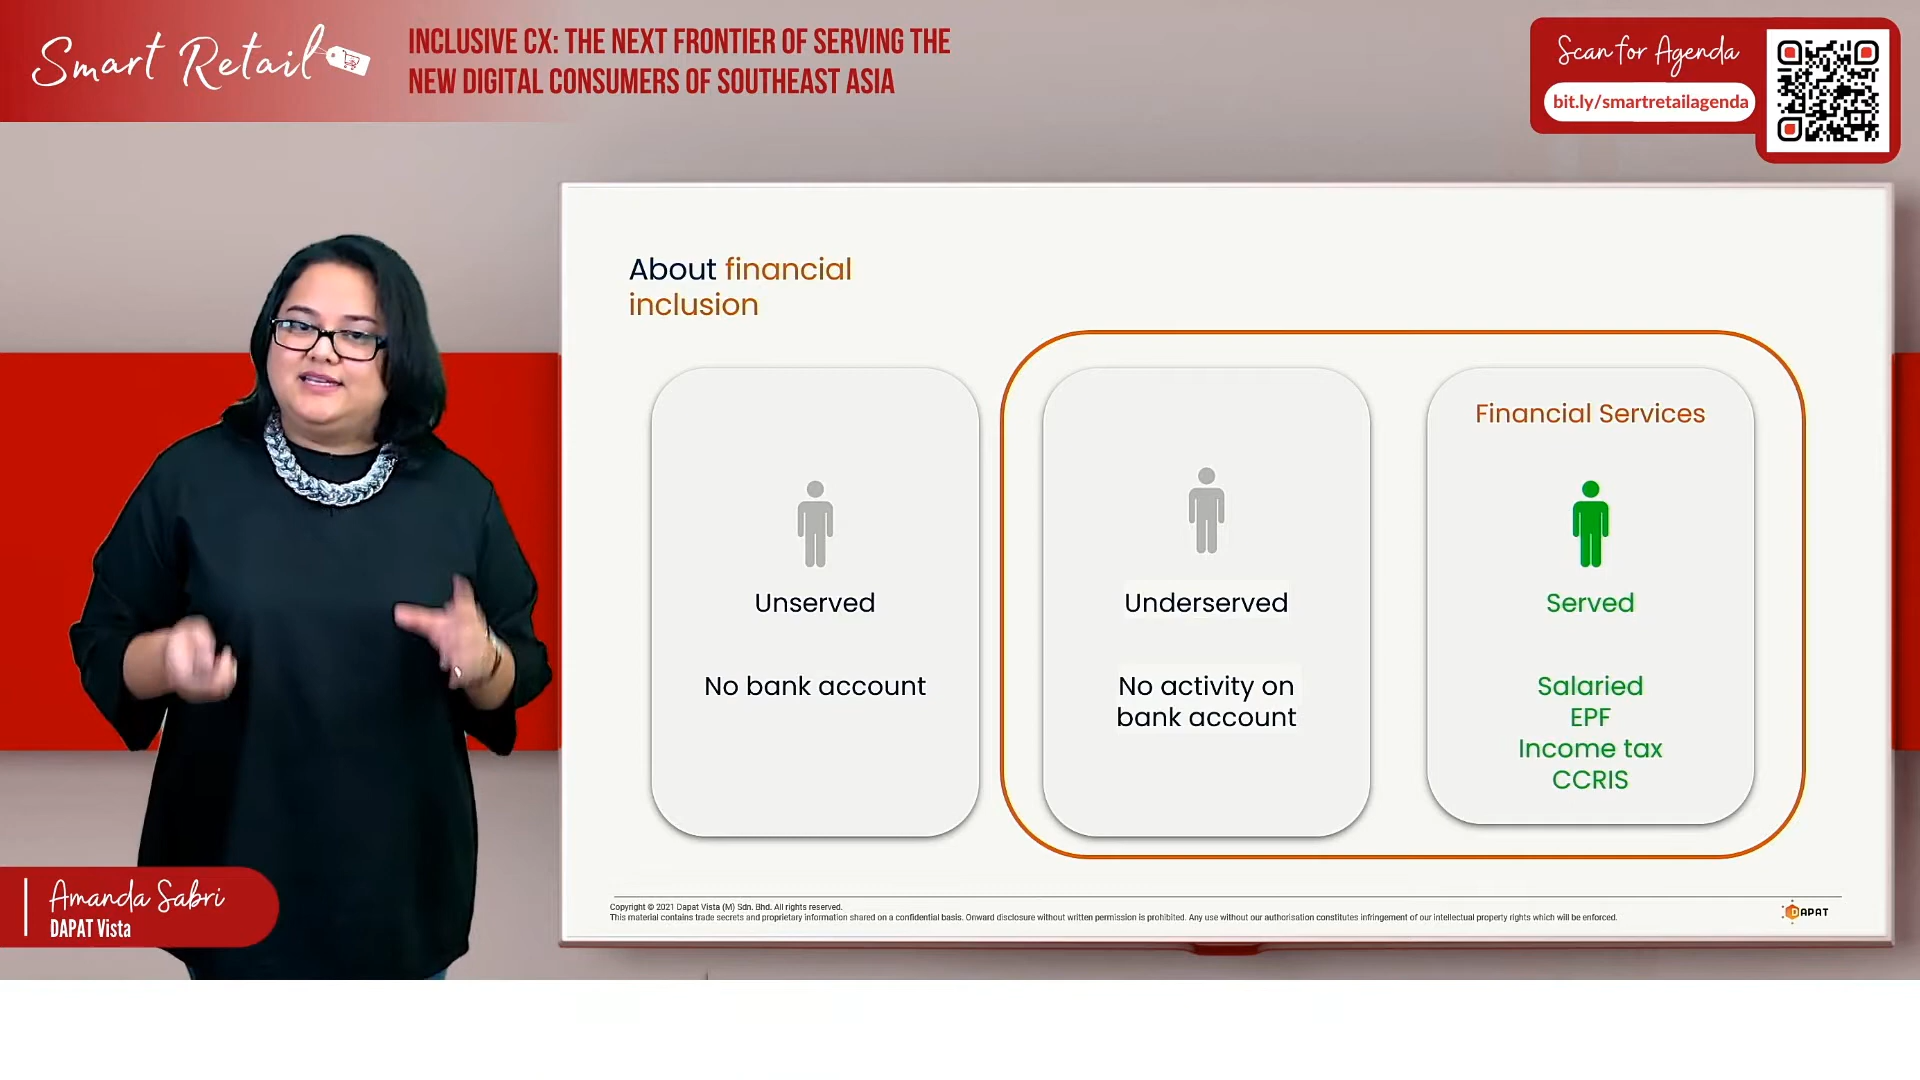 Smart Retail
INCLUSIVE CX: THE NEXT FRONTIER OF SERVING THE
NEW DIGITAL CONSUMERS OF SOUTHEAST ASIA
Scan for Agenda
bit.ly/smartretailagenda
About financial
inclusion
Unserved
No bank account
Underserved
No activity on
bank account
Financial Services
Served
Salaried
EPF
Income tax
CCRIS
Copyright © 2021 Dapat Vista (M) Sdn. Bhd. All rights reserved.
This material contains trade secrets and proprietary information shared on a confidential basis. Onward disclosure without written permission is prohibited. Any use without our authorisation constitutes infringement of our intellectual property rights which will be enforced.
DAPAT
Amanda Sabri
DAPAT Vista